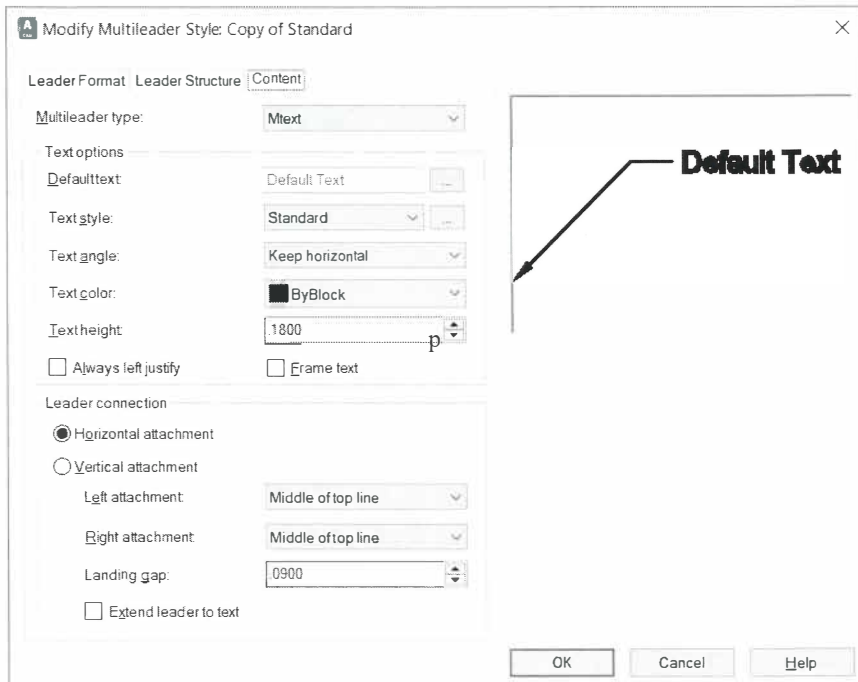 Modify Multileader Style: Copy of Standard
Leader Format Leader Structure Content
Multileader type: Mtext
Text options
Default text: Default Text ...
Text style: Standard ...
Text angle: Keep horizontal
Text color: ByBlock
Text height: .1800
p
Always left justify Frame text
Leader connection
Horizontal attachment
Vertical attachment
Left attachment: Middle of top line
Right attachment: Middle of top line
Landing gap: .0900
Extend leader to text
Default Text
OK Cancel Help